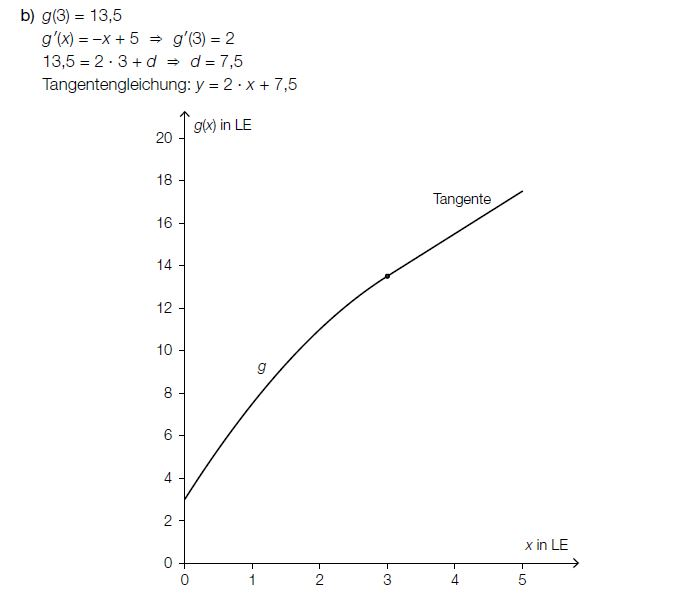 b) g(3) = 13,5
g′(x) = –x + 5 ⇒ g′(3) = 2
13,5 = 2 · 3 + d ⇒ d = 7,5
Tangentengleichung: y = 2 · x + 7,5
g(x) in LE
20
18
Tangente
16
14
12
10
g
8
6
4
2
x in LE
0
0 1 2 3 4 5